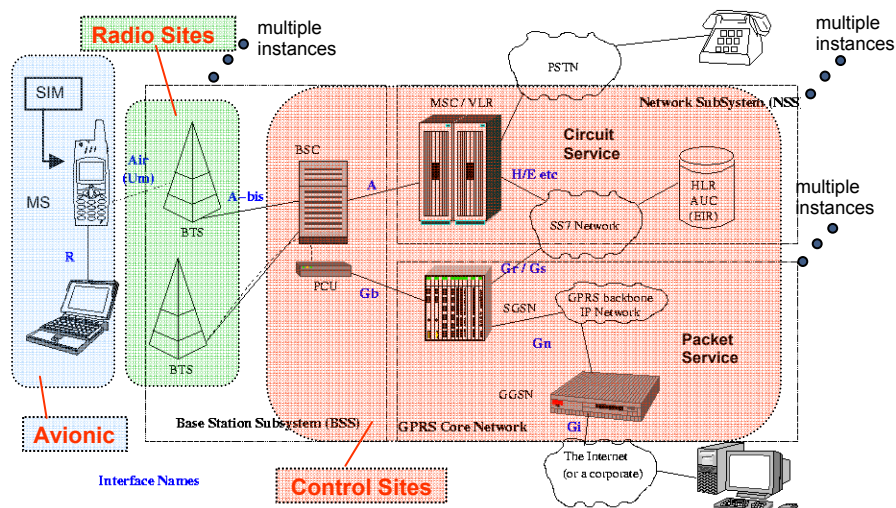 Radio Sites
multiple
instances
multiple
instances
PSTN
SIM
MSC / VLR
Network SubSystem (NSS
Circuit
Service
BSC
Air
(Um)
A
H/E etc
MS
A-bis
HLR
AUC
(EIR)
multiple
instances
BTS
SS7 Network
R
Gr / Gs
PCU
Gb
SGSN
GPRS backbone
IP Network
Gn
Packet
Service
BTS
GGSN
Base Station Subsystem (BSS)
GPRS Core Network
Gi
Avionic
The Internet
(or a corporate)
Interface Names
Control Sites